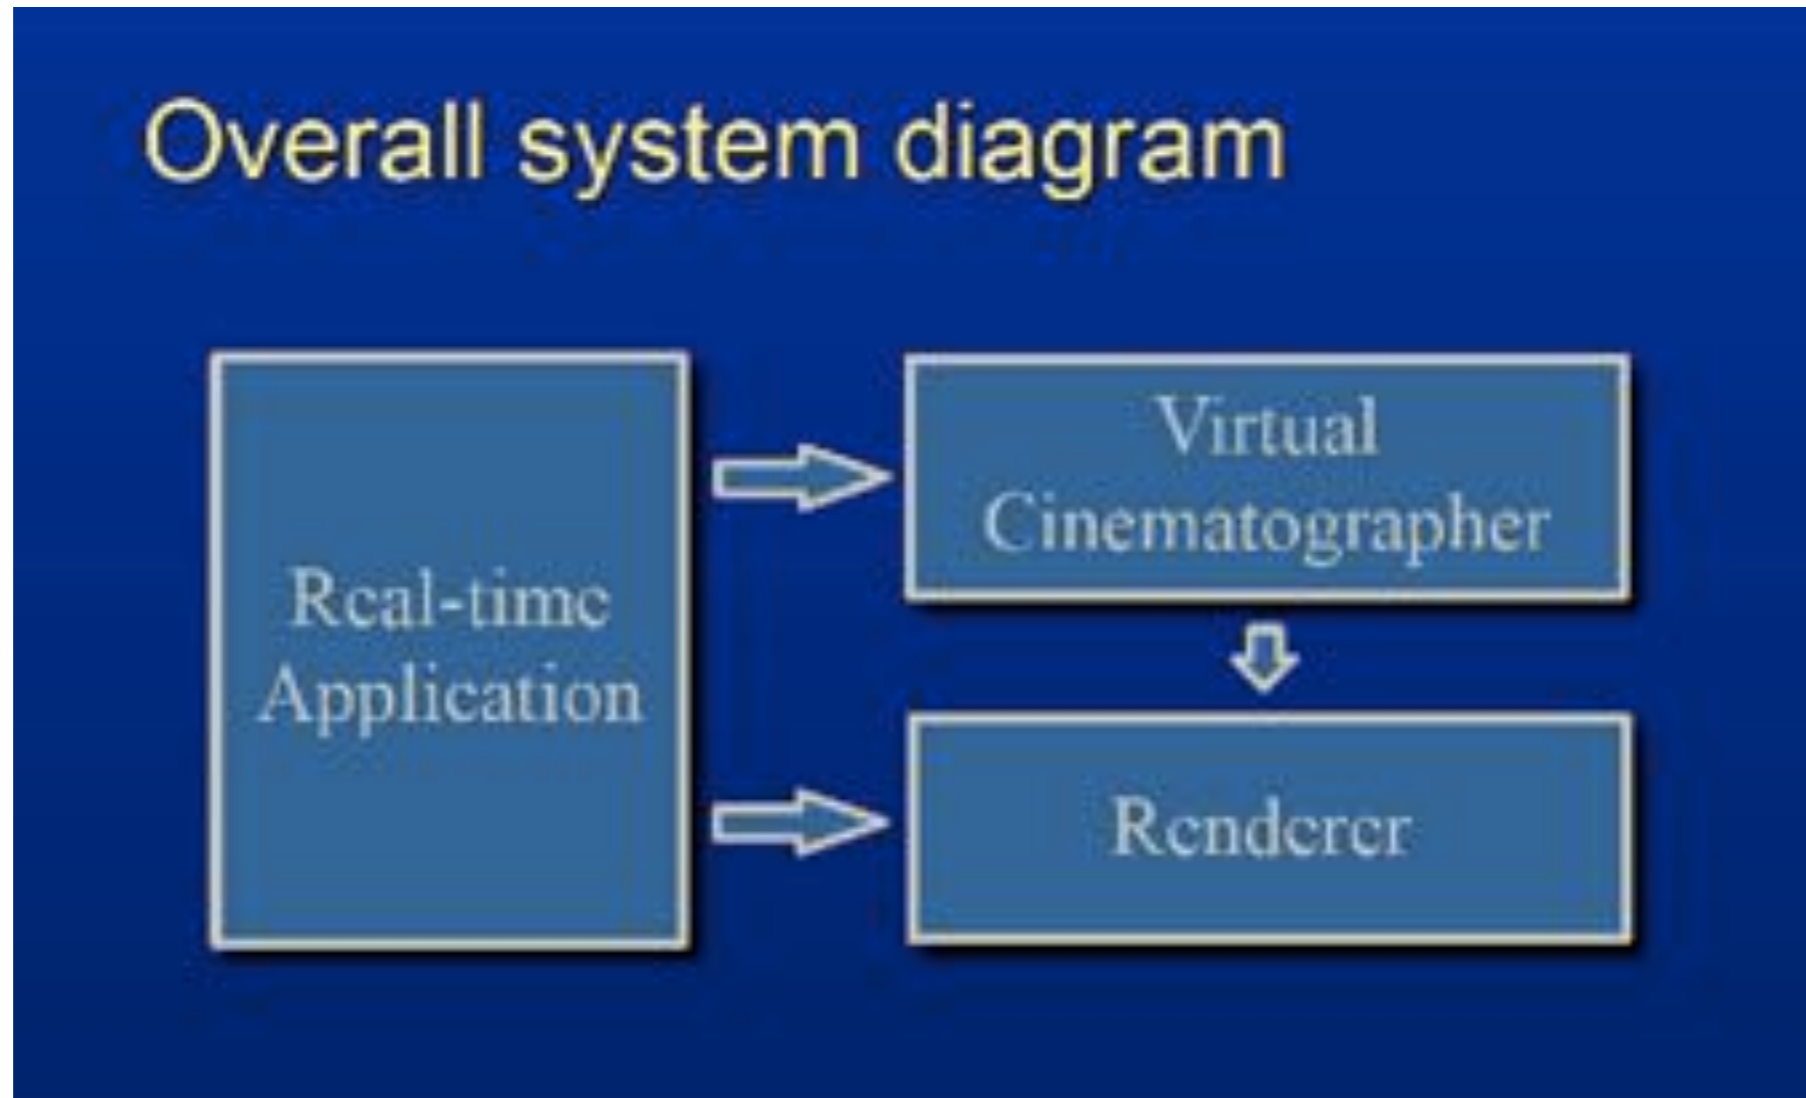 Overall system diagram
Real-time
Application
Virtual
Cinematographer
Renderer